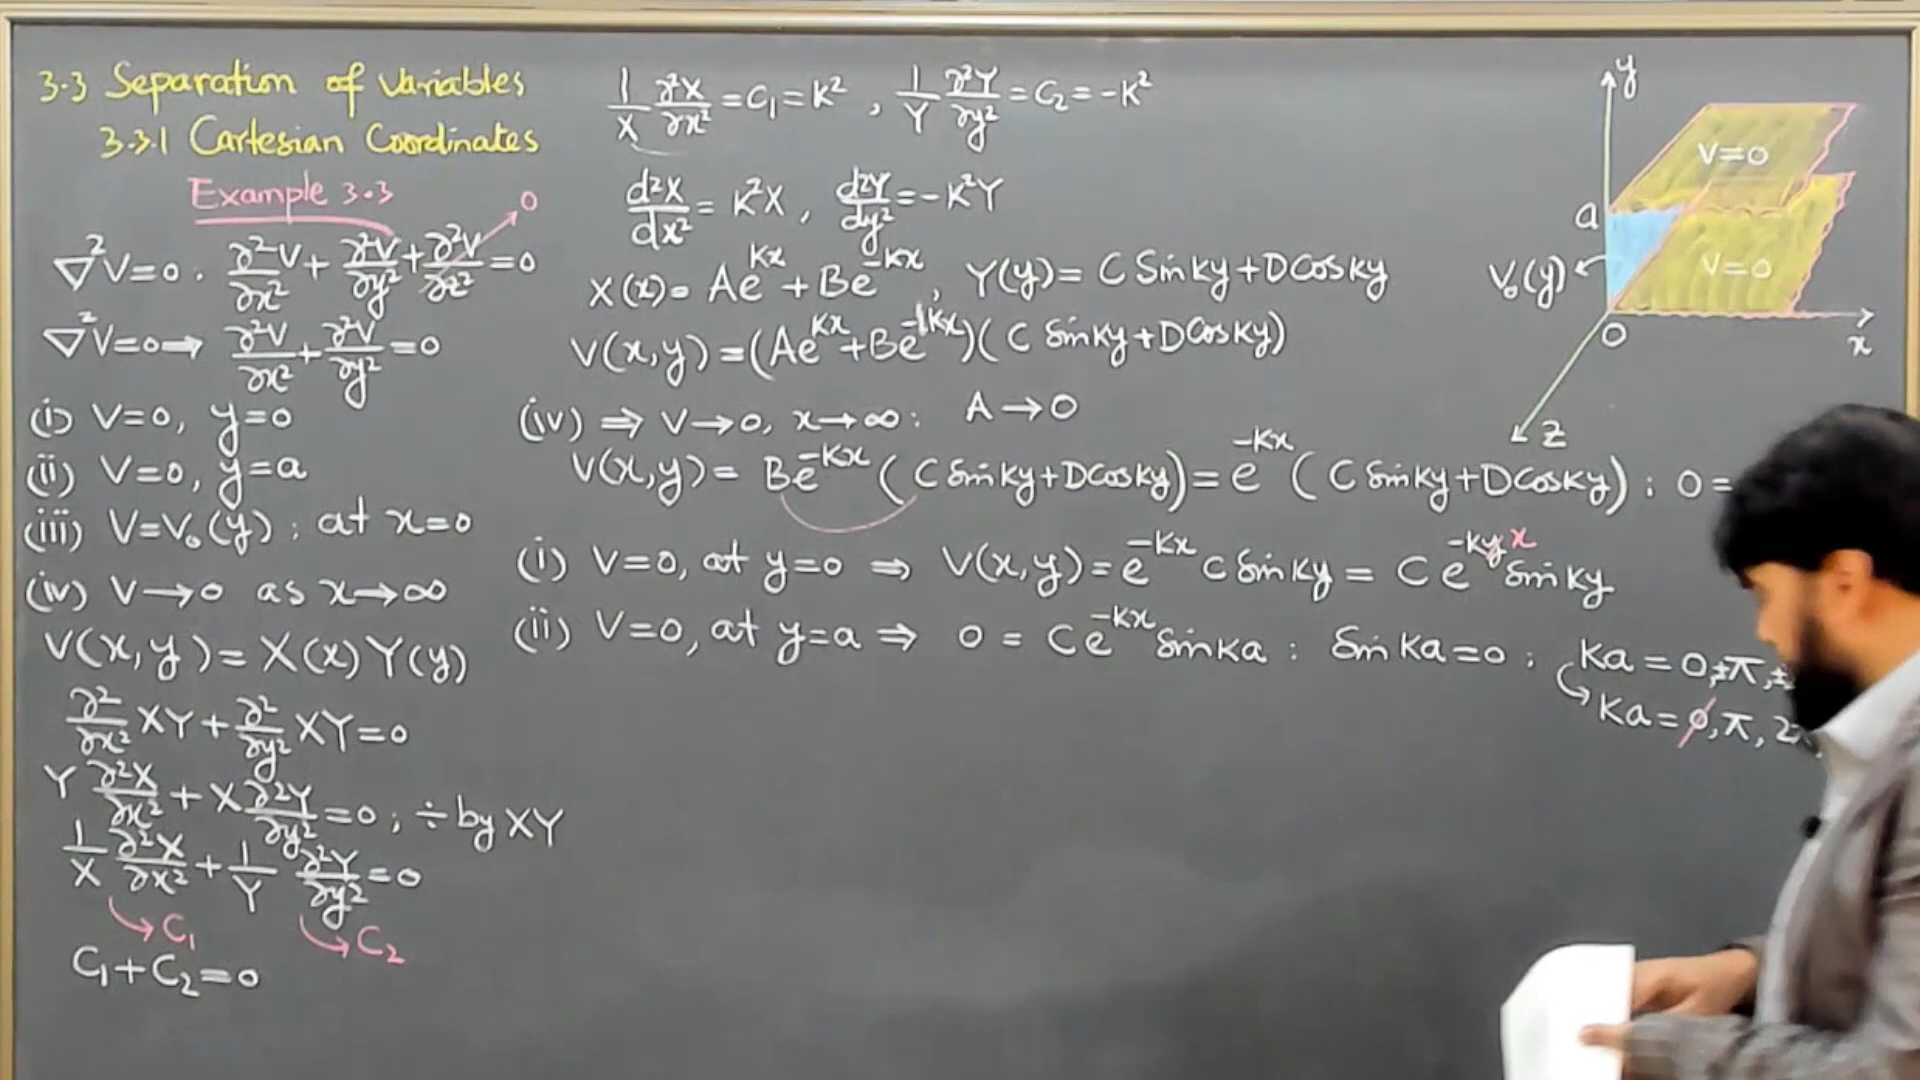 3.3 Separation of Variables
3.3.1 Cartesian Coordinates
Example 3.3
∇²V=0 . ∂²V/∂x² + ∂²V/∂y² + ∂²V/∂z² = 0 → 0
∇²V=0 → ∂²V/∂x² + ∂²V/∂y² = 0
(i) V=0, y=0
(ii) V=0, y=a
(iii) V=V₀(y) ; at x=0
(iv) V→0 as x→∞
V(x,y) = X(x)Y(y)
∂²/∂x² XY + ∂²/∂y² XY = 0
Y ∂²X/∂x² + X ∂²Y/∂y² = 0 ; ÷ by XY
1/X ∂²X/∂x² + 1/Y ∂²Y/∂y² = 0
→ C₁ → C₂
C₁+C₂=0
1/X ∂²X/∂x² = C₁ = K² , 1/Y ∂²Y/∂y² = C₂ = -K²
d²X/dx² = K²X , d²Y/dy² = -K²Y
X(x) = Ae^{Kx} + Be^{-Kx} , Y(y) = C Sin ky + D Cos ky
V(x,y) = (Ae^{Kx} + Be^{-Kx})(C Sin ky + D Cos ky)
(iv) ⇒ V→0, x→∞ : A→0
V(x,y) = Be^{-Kx} (C Sin ky + D Cos ky) = e^{-Kx} (C Sin ky + D Cos ky) ; 0 =
(i) V=0, at y=0 ⇒ V(x,y) = e^{-Kx} C Sin ky = C e^{-Ky x} Sin ky
(ii) V=0, at y=a ⇒ 0 = C e^{-Kx} Sin Ka : Sin Ka = 0 ; Ka = 0, ±π, ±
Ka = 0, π, 2π
y
V=0
a
V₀(y)
V=0
0
x
z